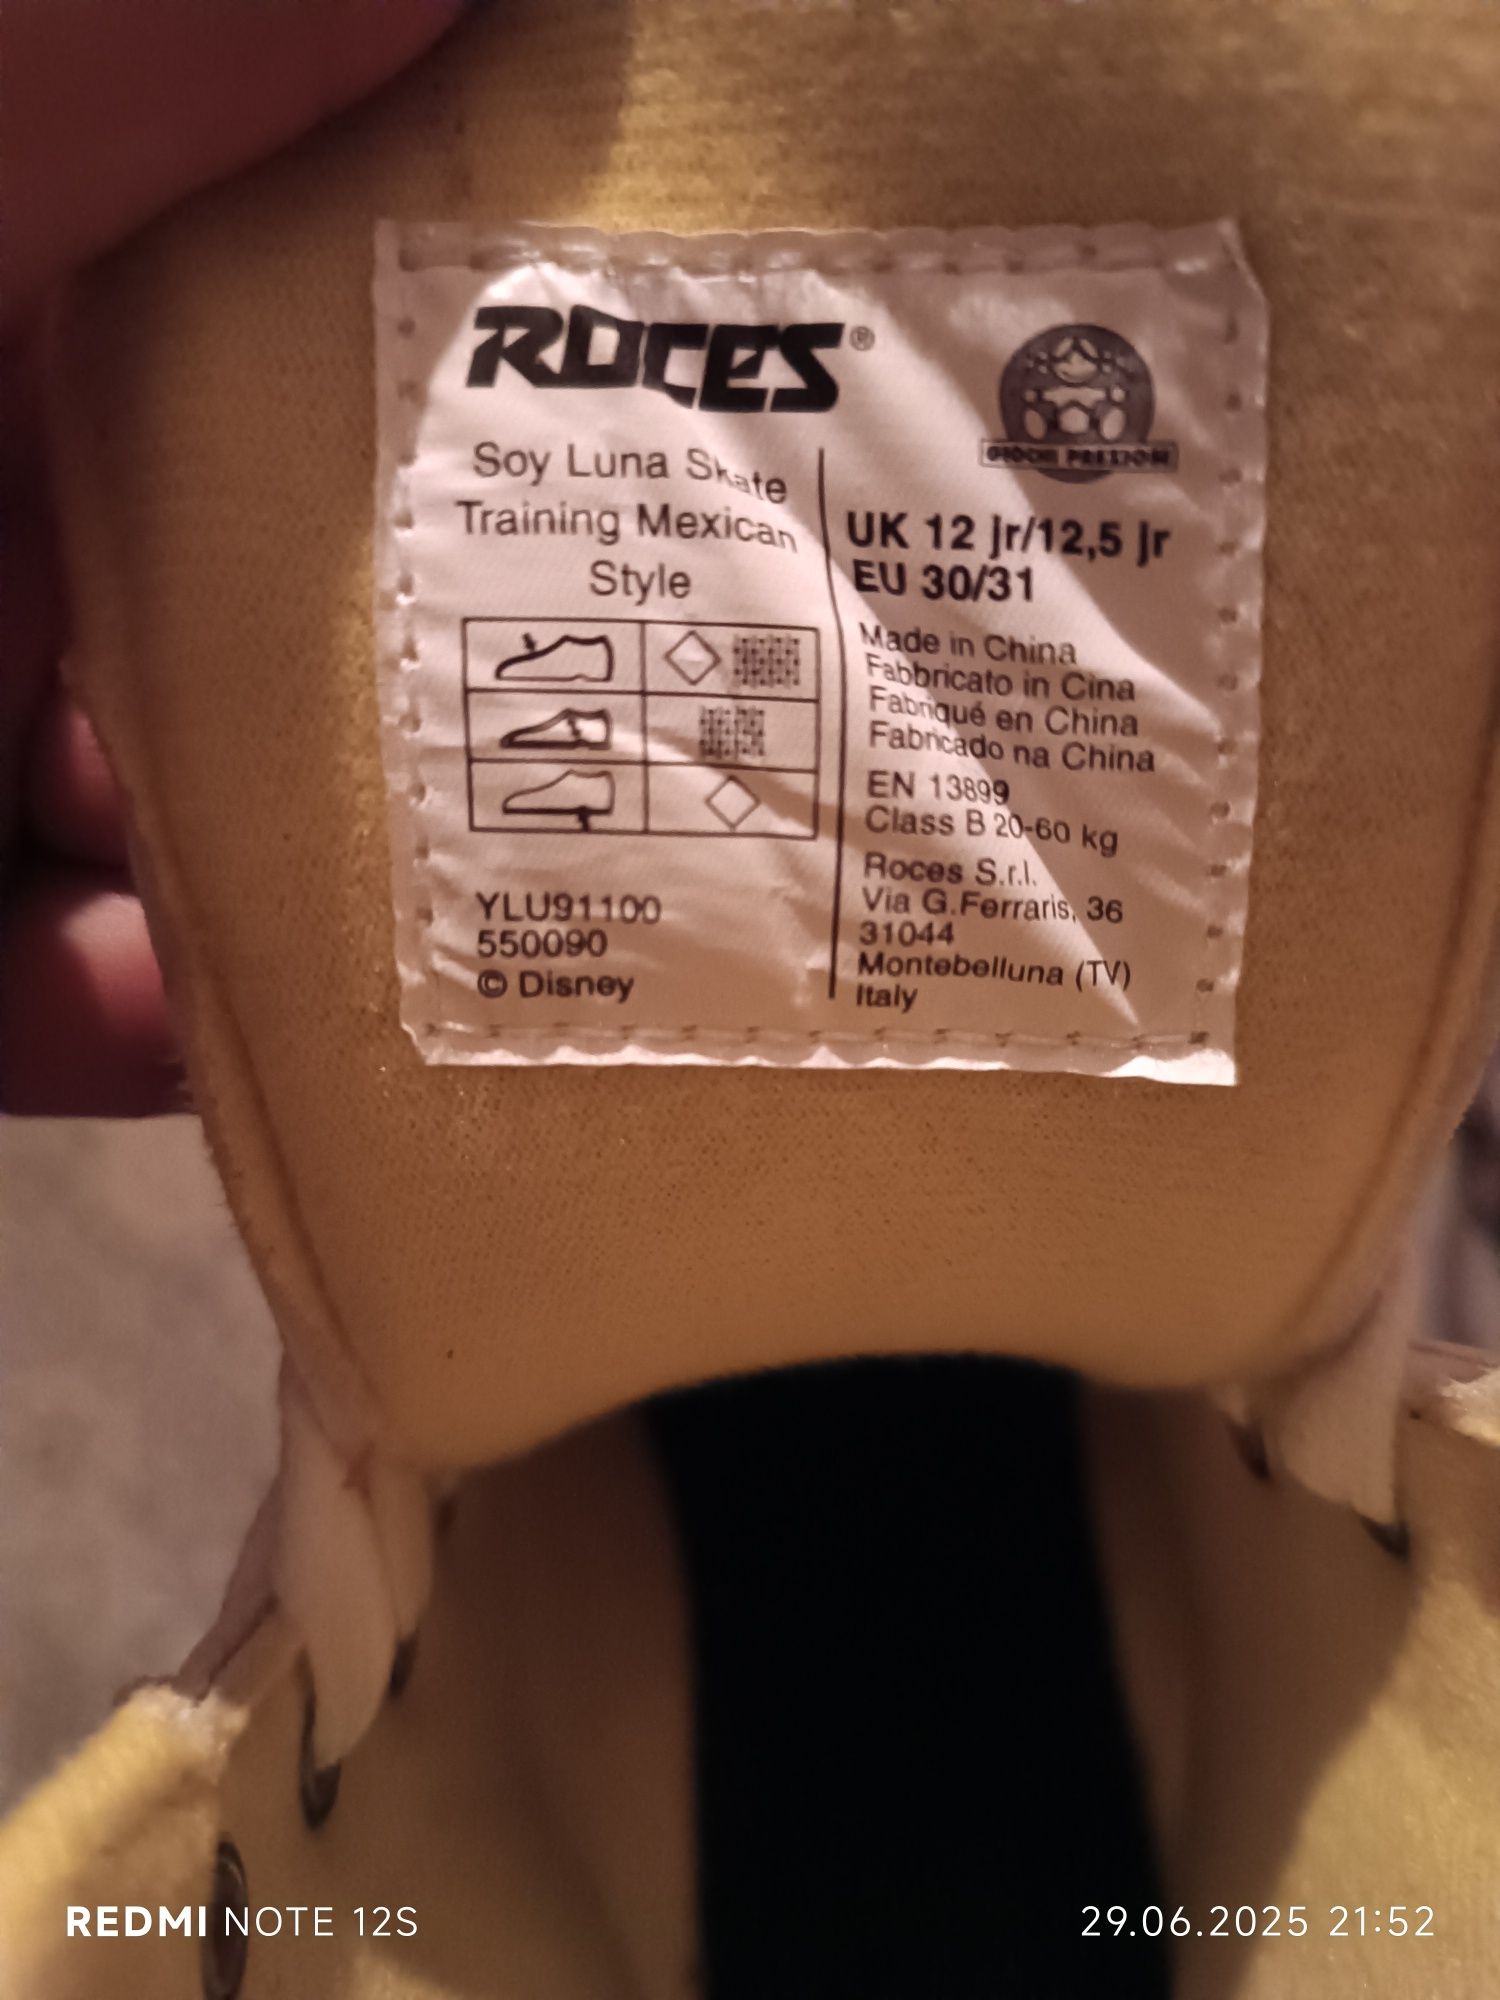 ROCES®
Soy Luna Skate
Training Mexican
Style
YLU91100
550090
© Disney
GIOCHI PREZIOSI
UK 12 jr/12,5 jr
EU 30/31
Made in China
Fabbricato in Cina
Fabriqué en China
Fabricado na China
EN 13899
Class B 20-60 kg
Roces S.r.l.
Via G.Ferraris, 36
31044
Montebelluna (TV)
Italy
REDMI NOTE 12S
29.06.2025 21:52